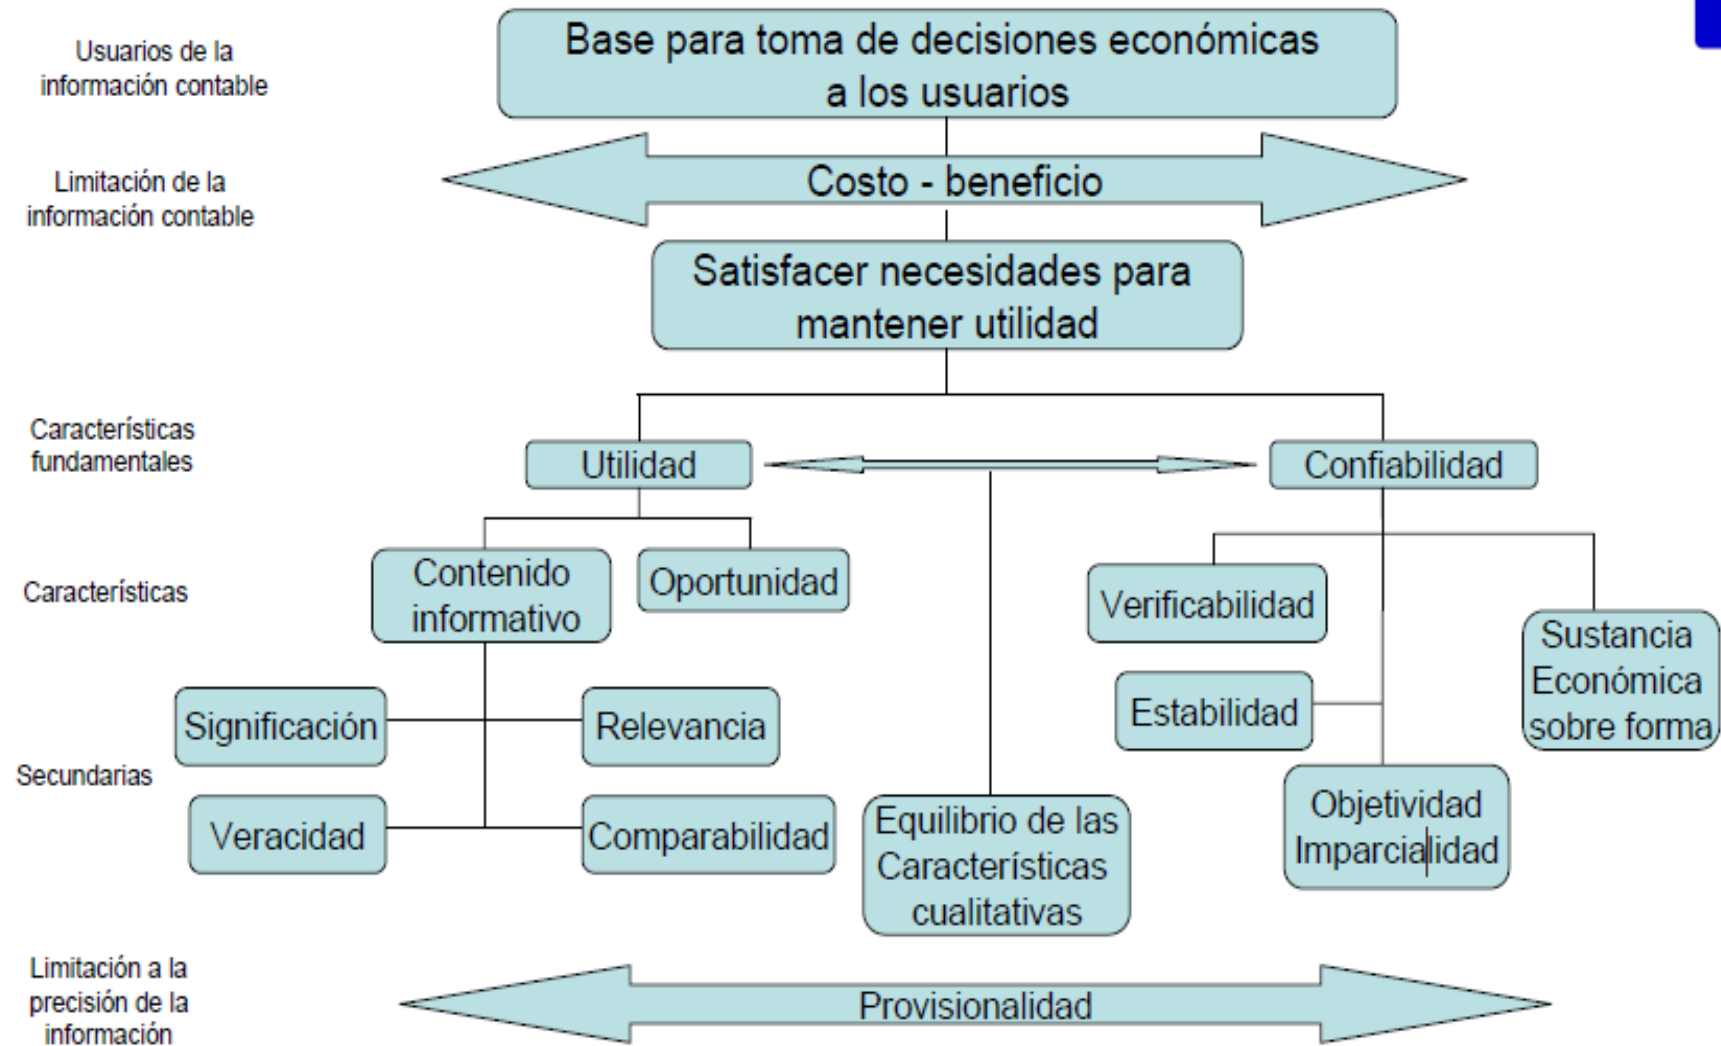 Usuarios de la
información contable
Base para toma de decisiones económicas
a los usuarios
Limitación de la
información contable
Costo - beneficio
Satisfacer necesidades para
mantener utilidad
Características
fundamentales
Utilidad
Confiabilidad
Características
Contenido
informativo
Oportunidad
Verificabilidad
Sustancia
Económica
sobre forma
Significación
Relevancia
Estabilidad
Secundarias
Veracidad
Comparabilidad
Equilibrio de las
Características
cualitativas
Objetividad
Imparcialidad
Limitación a la
precisión de la
información
Provisionalidad